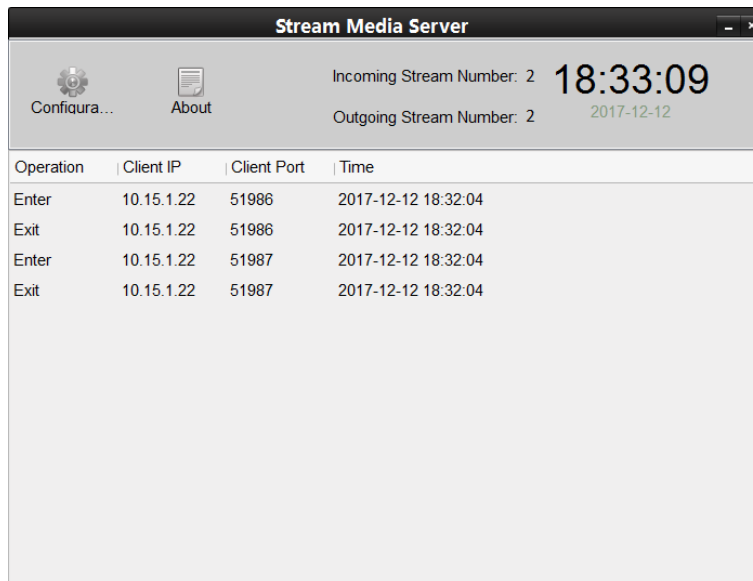 Stream Media Server
Incoming Stream Number: 2
18:33:09
Configura... About
Outgoing Stream Number: 2
2017-12-12
Operation Client IP Client Port Time
Enter 10.15.1.22 51986 2017-12-12 18:32:04
Exit 10.15.1.22 51986 2017-12-12 18:32:04
Enter 10.15.1.22 51987 2017-12-12 18:32:04
Exit 10.15.1.22 51987 2017-12-12 18:32:04